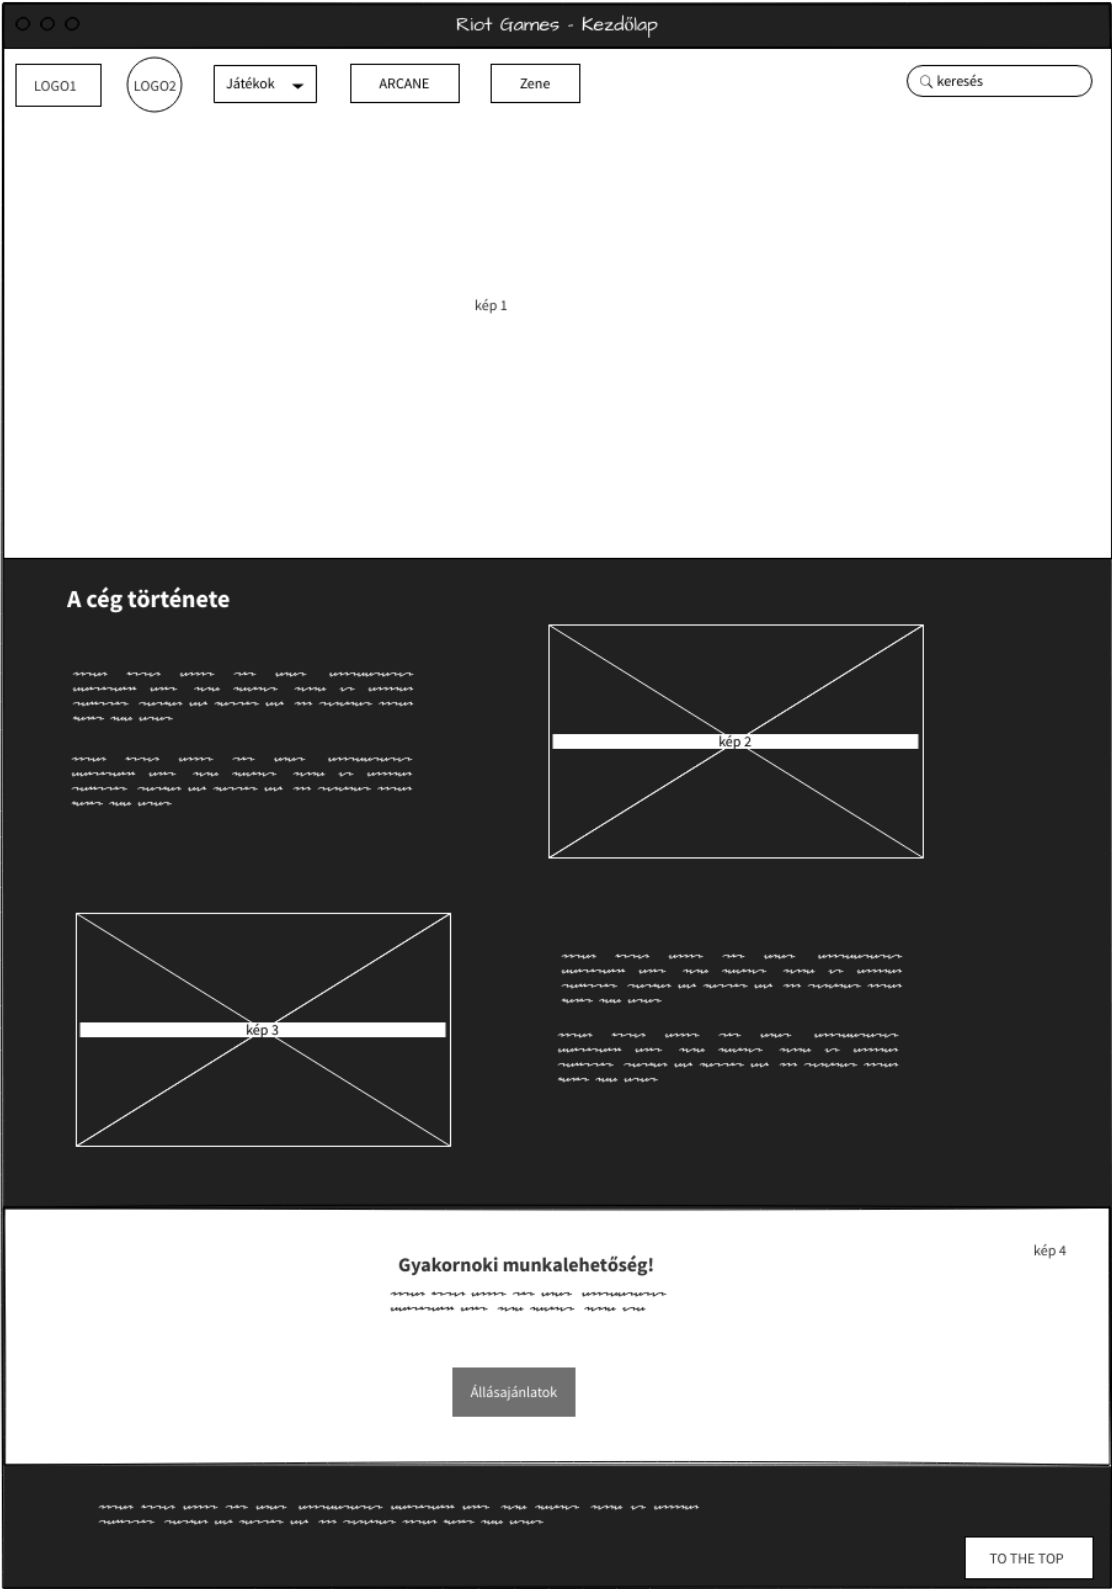 Riot Games - Kezdőlap
LOGO1
LOGO2
Játékok
ARCANE
Zene
keresés
kép 1
A cég története
kép 2
kép 3
kép 4
Gyakornoki munkalehetőség!
Állásajánlatok
TO THE TOP